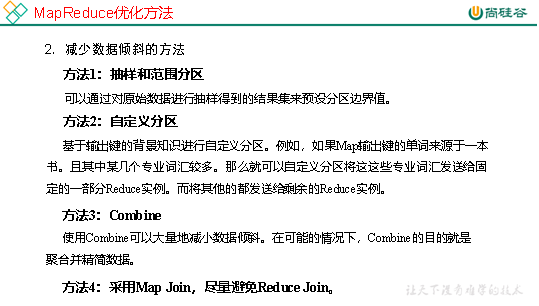 MapReduce优化方法
尚硅谷
2. 减少数据倾斜的方法
方法1：抽样和范围分区
可以通过对原始数据进行抽样得到的结果集来预设分区边界值。
方法2：自定义分区
基于输出键的背景知识进行自定义分区。例如，如果Map输出键的单词来源于一本
书。且其中某几个专业词汇较多。那么就可以自定义分区将这这些专业词汇发送给固
定的一部分Reduce实例。而将其他的都发送给剩余的Reduce实例。
方法3：Combine
使用Combine可以大量地减小数据倾斜。在可能的情况下，Combine的目的就是
聚合并精简数据。
方法4：采用Map Join，尽量避免Reduce Join。
让天下没有难学的技术